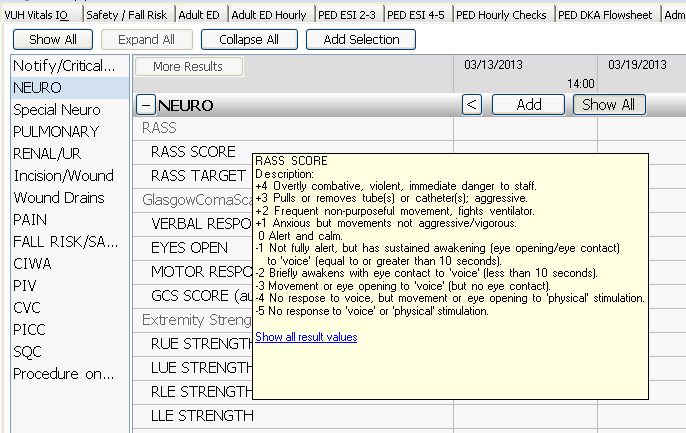 VUH Vitals IO Safety / Fall Risk Adult ED Adult ED Hourly PED ESI 2-3 PED ESI 4-5 PED Hourly Checks PED DKA Flowsheet Adm
Show All Expand All Collapse All Add Selection
Notify/Critical...
NEURO
Special Neuro
PULMONARY
RENAL/UR
Incision/Wound
Wound Drains
PAIN
FALL RISK/SA...
CIWA
PIV
CVC
PICC
SQC
Procedure on...
More Results 03/13/2013 03/19/2013
14:00
− NEURO < Add Show All
RASS
RASS SCORE
RASS TARGET
GlasgowComaSca
VERBAL RESPO
EYES OPEN
MOTOR RESPO
GCS SCORE (au
Extremity Streng
RUE STRENGTH
LUE STRENGTH
RLE STRENGTH
LLE STRENGTH
RASS SCORE
Description:
+4 Overtly combative, violent, immediate danger to staff.
+3 Pulls or removes tube(s) or catheter(s); aggressive.
+2 Frequent non-purposeful movement, fights ventilator.
+1 Anxious but movements not aggressive/vigorous.
0 Alert and calm.
-1 Not fully alert, but has sustained awakening (eye opening/eye contact)
to 'voice' (equal to or greater than 10 seconds).
-2 Briefly awakens with eye contact to 'voice' (less than 10 seconds).
-3 Movement or eye opening to 'voice' (but no eye contact).
-4 No respose to voice, but movement or eye opening to 'physical' stimulation.
-5 No response to 'voice' or 'physical' stimulation.
Show all result values